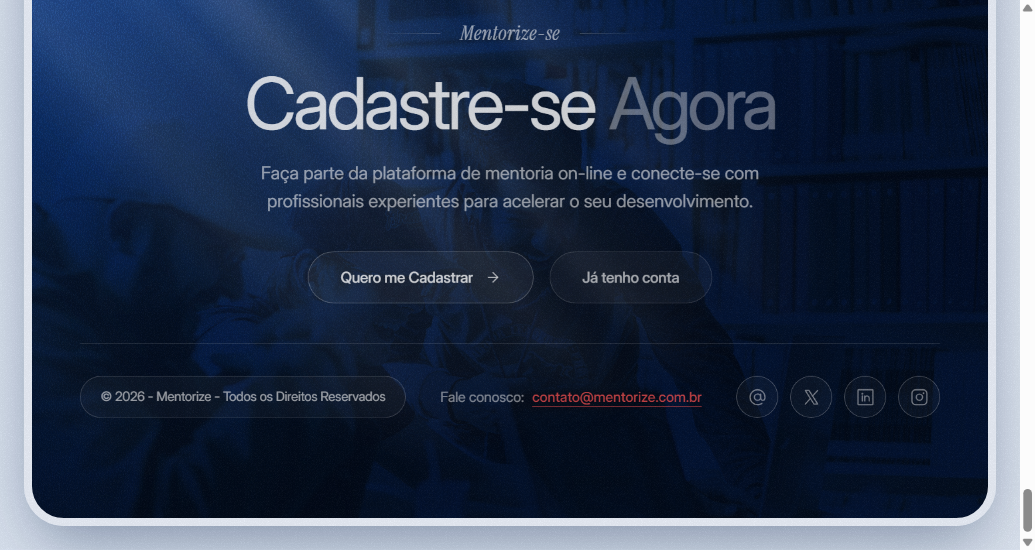 Mentorize-se
Cadastre-se Agora
Faça parte da plataforma de mentoria on-line e conecte-se com
profissionais experientes para acelerar o seu desenvolvimento.
Quero me Cadastrar →
Já tenho conta
© 2026 - Mentorize - Todos os Direitos Reservados
Fale conosco: contato@mentorize.com.br